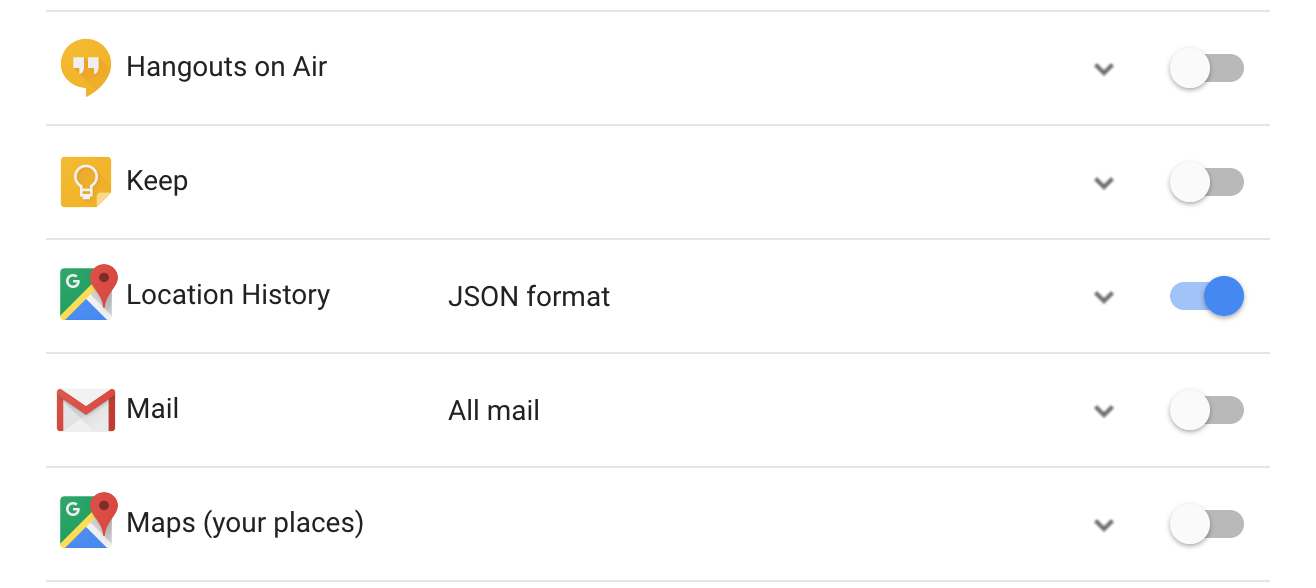 Hangouts on Air
Keep
G
Location History JSON format
Mail All mail
G
Maps (your places)